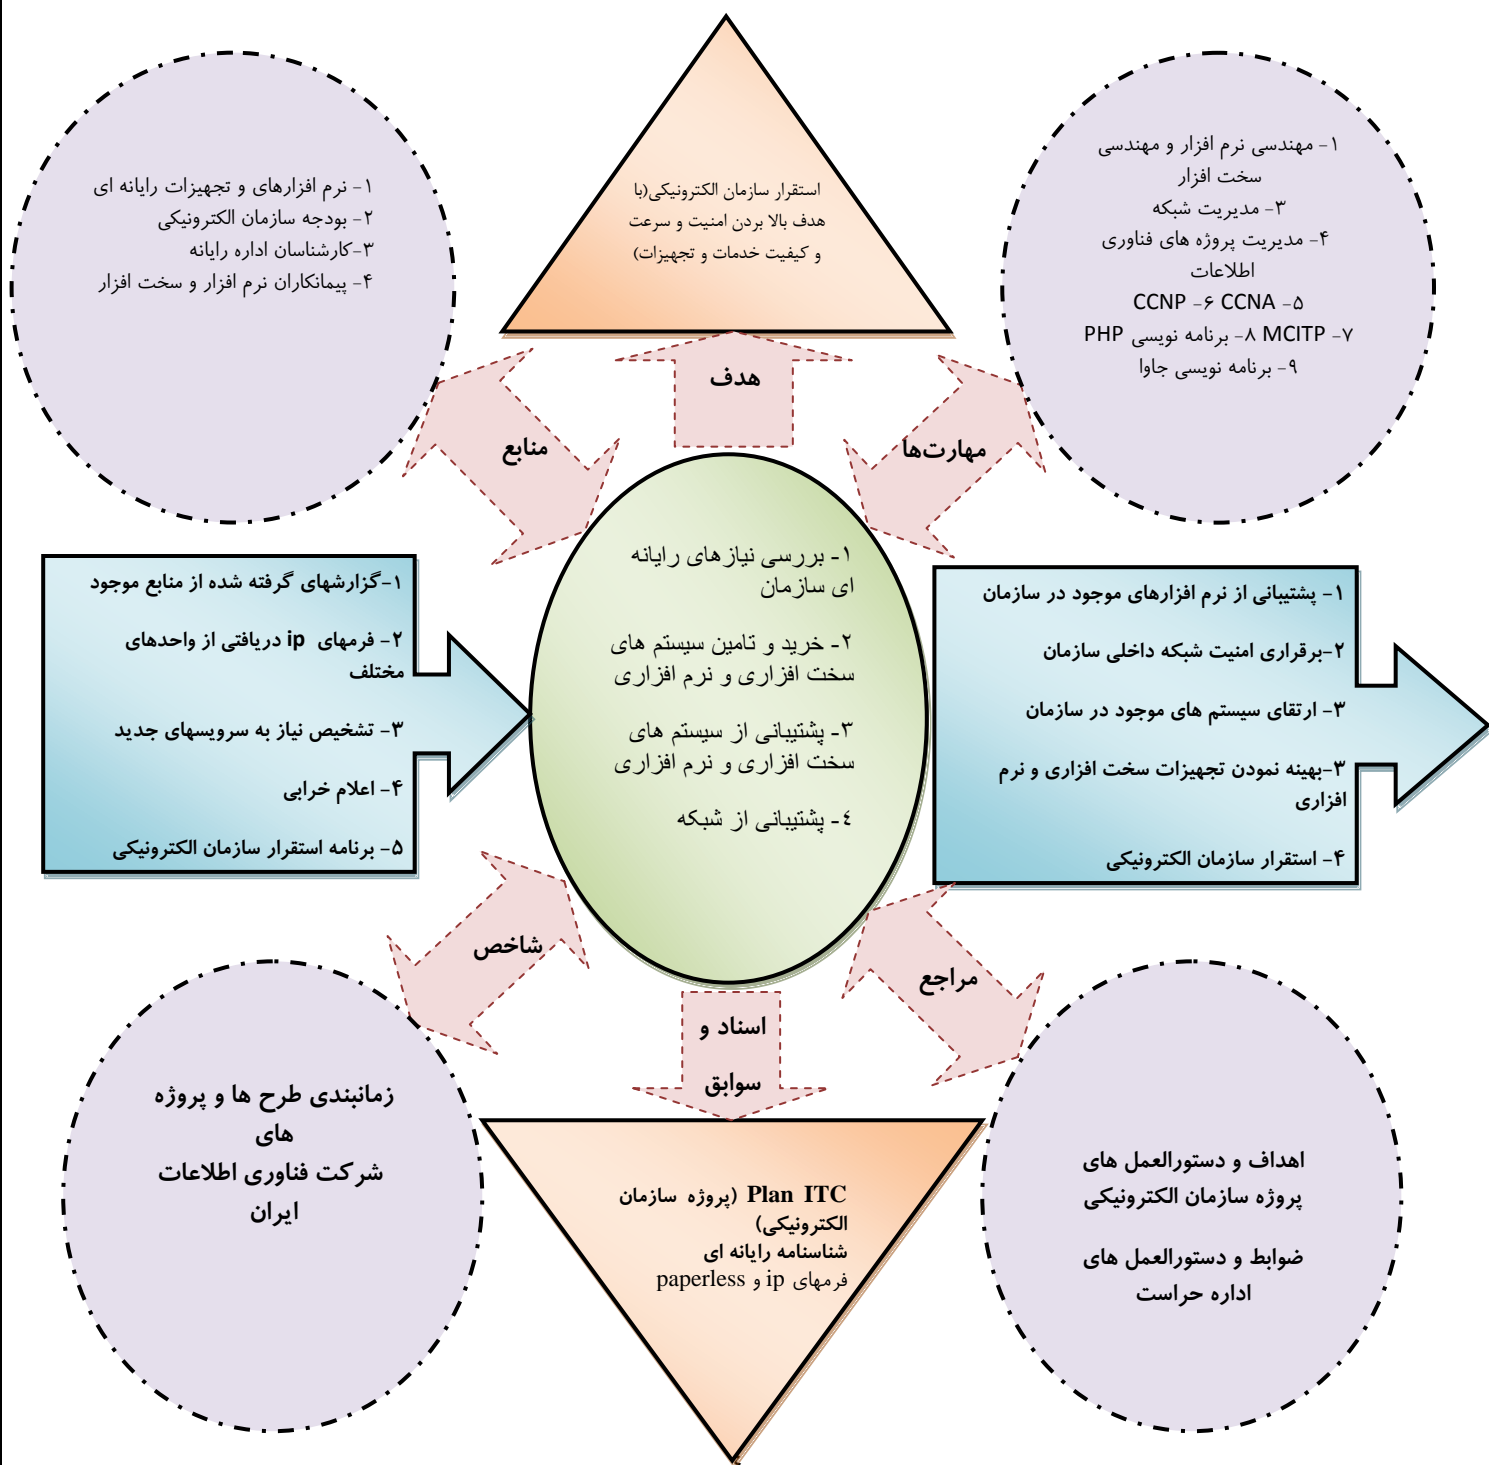 استقرار سازمان الکترونیکی(با
هدف بالا بردن امنیت و سرعت
و کیفیت خدمات و تجهیزات)
۱- مهندسی نرم افزار و مهندسی
سخت افزار
۳- مدیریت شبکه
۴- مدیریت پروژه های فناوری
اطلاعات
۵- CCNA ۶- CCNP
۷- MCITP ۸- برنامه نویسی PHP
۹- برنامه نویسی جاوا
۱- نرم افزارهای و تجهیزات رایانه ای
۲- بودجه سازمان الکترونیکی
۳-کارشناسان اداره رایانه
۴- پیمانکاران نرم افزار و سخت افزار
هدف
مهارت‌ها
منابع
۱- بررسی نیازهای رایانه
ای سازمان
۲- خرید و تامین سیستم های
سخت افزاری و نرم افزاری
۳- پشتیبانی از سیستم های
سخت افزاری و نرم افزاری
٤- پشتیبانی از شبکه
۱- پشتیبانی از نرم افزارهای موجود در سازمان
۲-برقراری امنیت شبکه داخلی سازمان
۳- ارتقای سیستم های موجود در سازمان
۳-بهینه نمودن تجهیزات سخت افزاری و نرم
افزاری
۴- استقرار سازمان الکترونیکی
۱-گزارشهای گرفته شده از منابع موجود
۲- فرمهای ip دریافتی از واحدهای
مختلف
۳- تشخیص نیاز به سرویسهای جدید
۴- اعلام خرابی
۵- برنامه استقرار سازمان الکترونیکی
مراجع
شاخص
اسناد و
سوابق
اهداف و دستورالعمل های
پروژه سازمان الکترونیکی
ضوابط و دستورالعمل های
اداره حراست
Plan ITC (پروژه سازمان
الکترونیکی)
شناسنامه رایانه ای
فرمهای ip و paperless
زمانبندی طرح ها و پروژه
های
شرکت فناوری اطلاعات
ایران